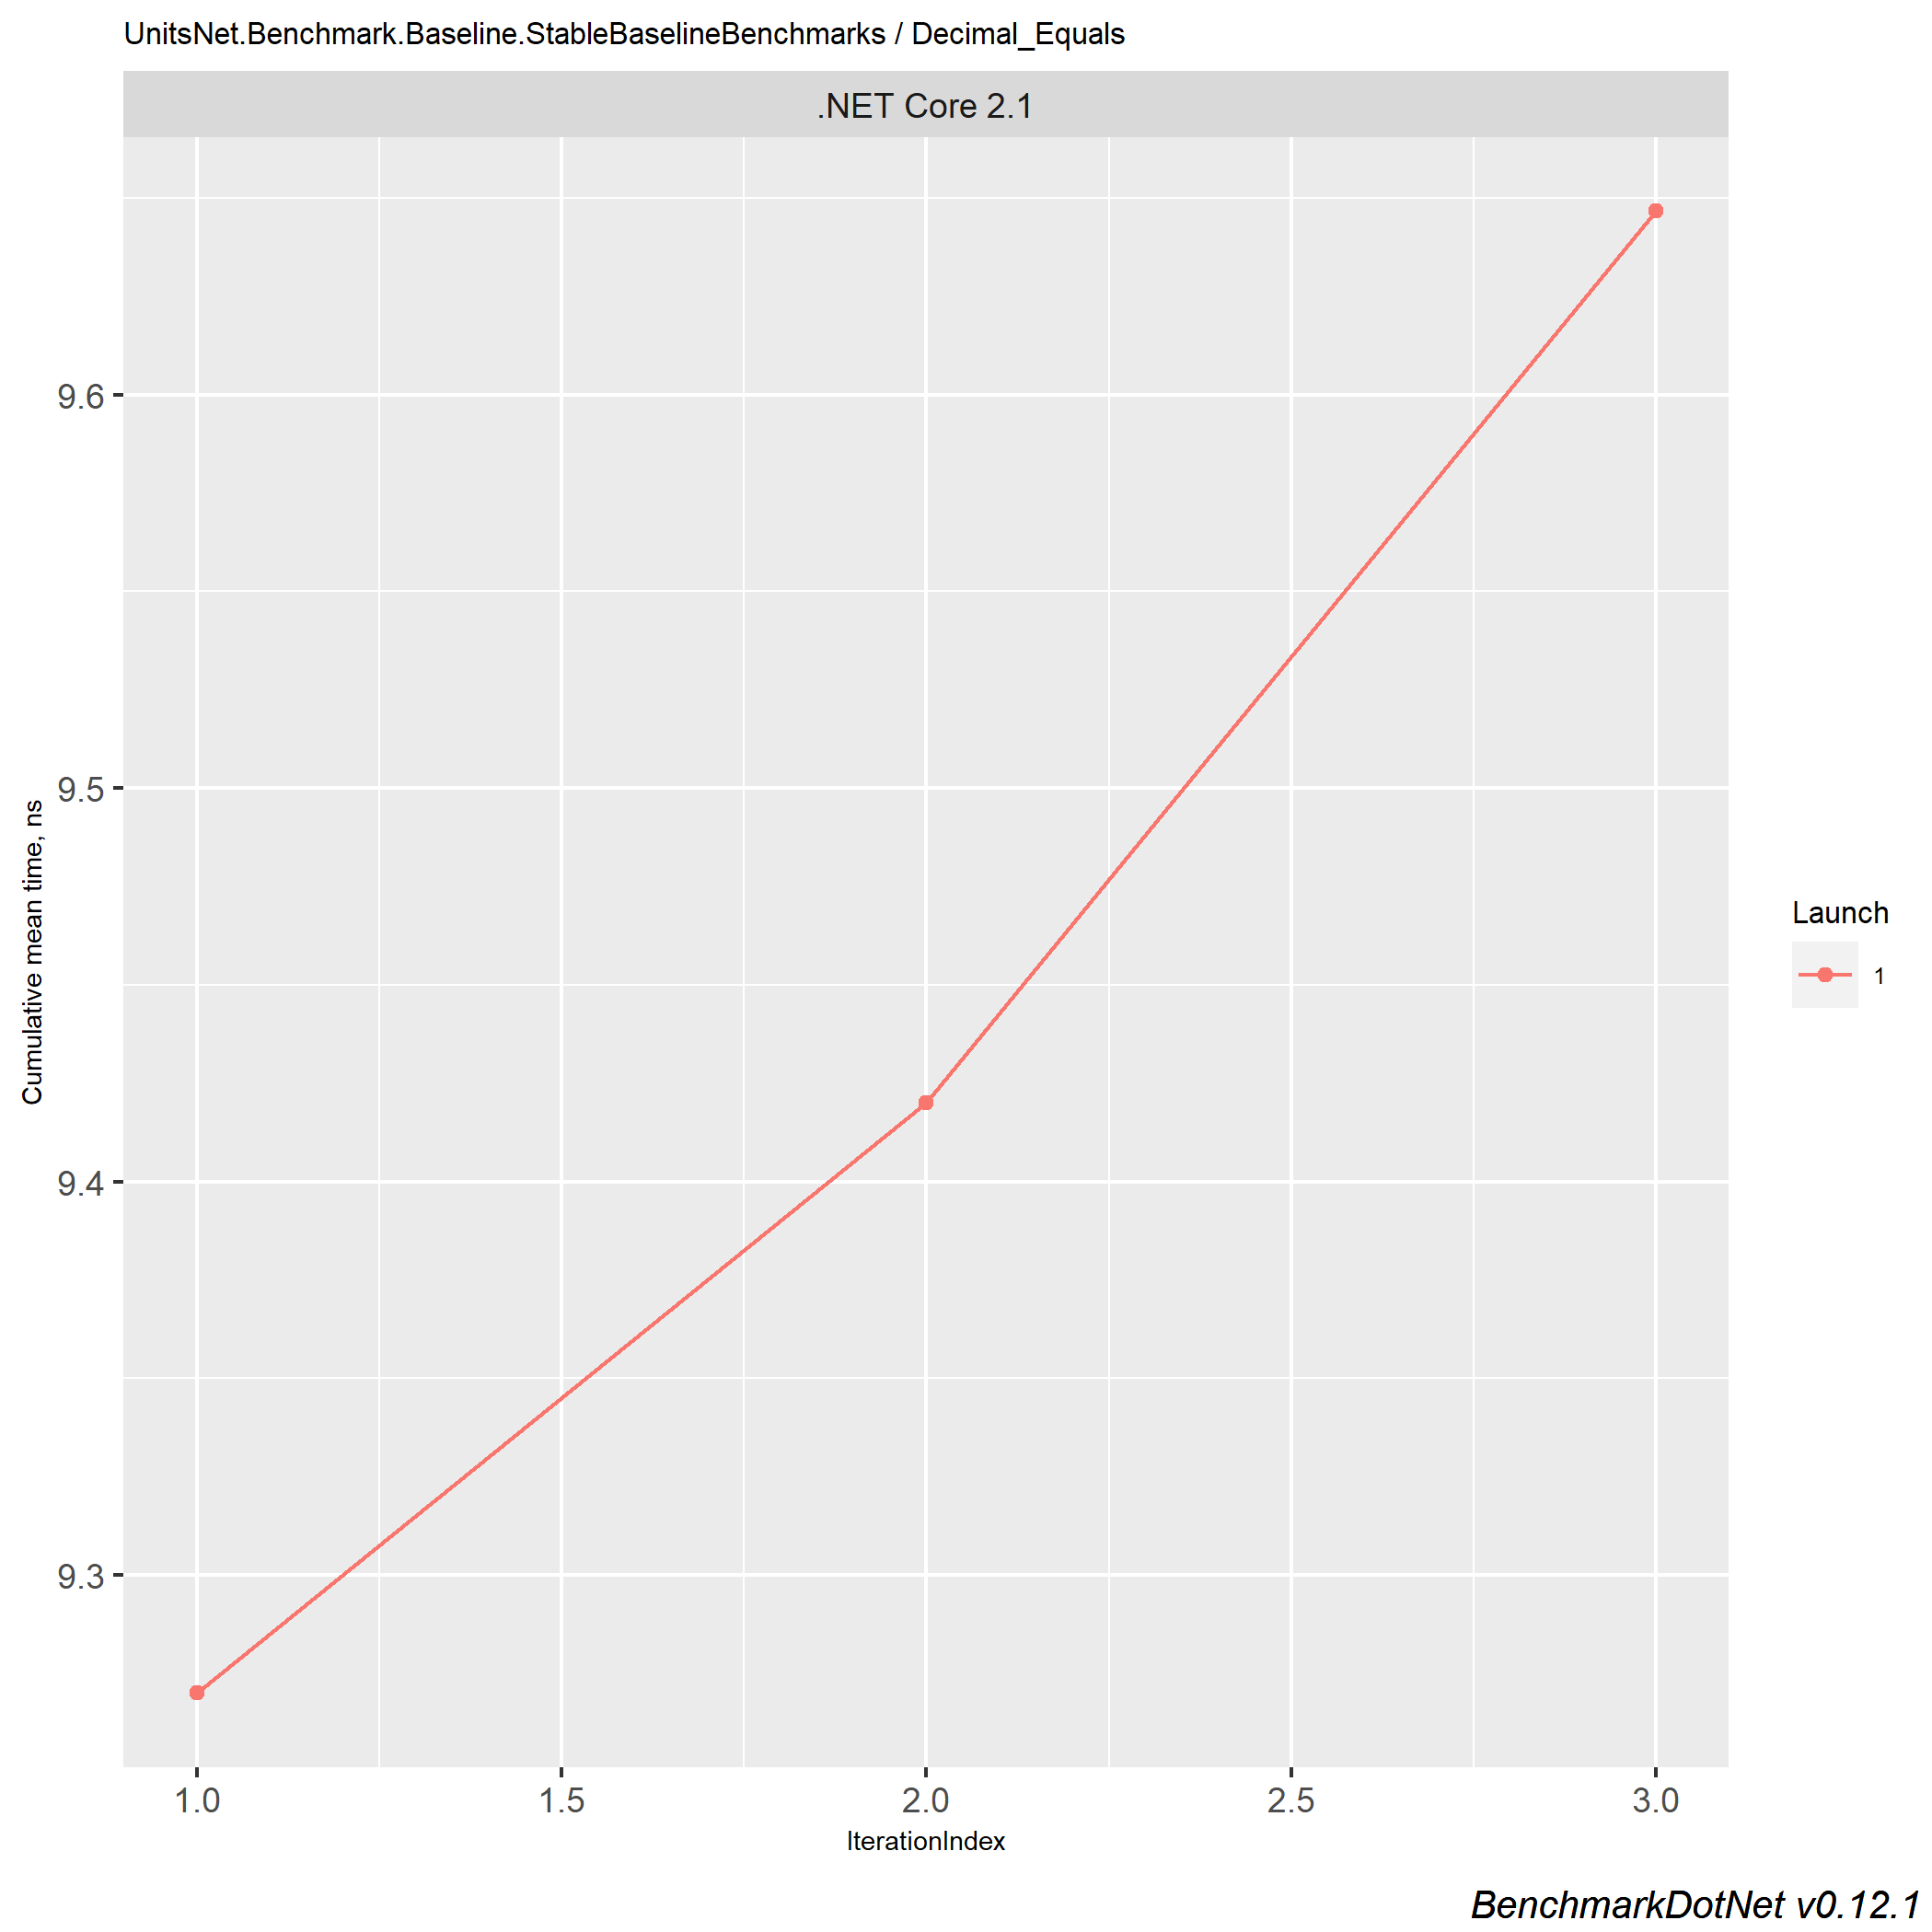 UnitsNet.Benchmark.Baseline.StableBaselineBenchmarks / Decimal_Equals
.NET Core 2.1
9.6
9.5
9.4
9.3
Cumulative mean time, ns
1.0 1.5 2.0 2.5 3.0
IterationIndex
Launch
1
BenchmarkDotNet v0.12.1